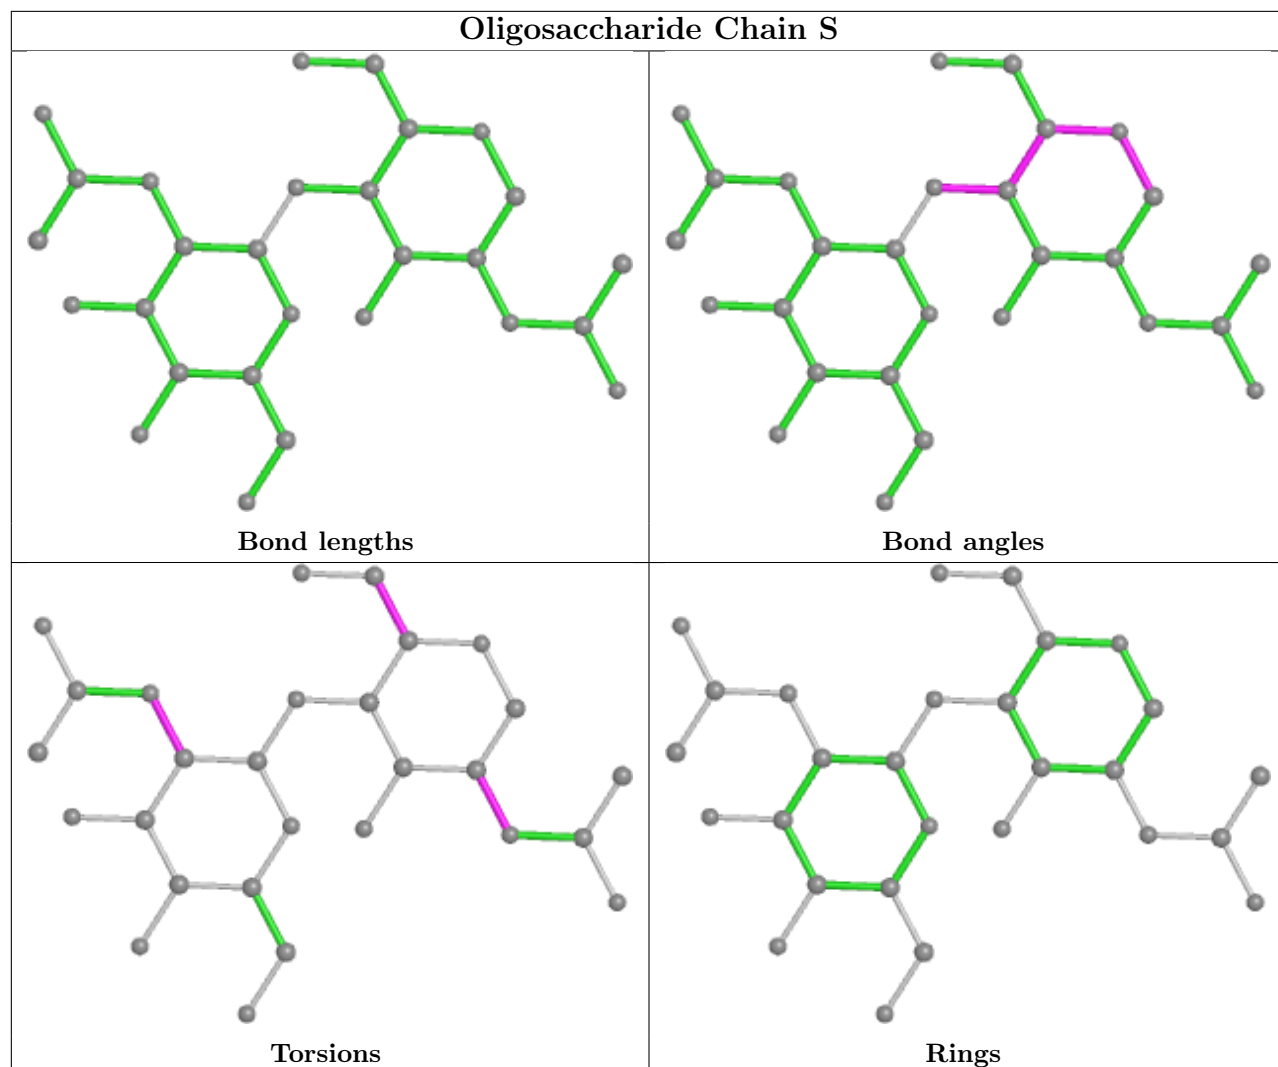 Oligosaccharide Chain S
Bond lengths
Bond angles
Torsions
Rings